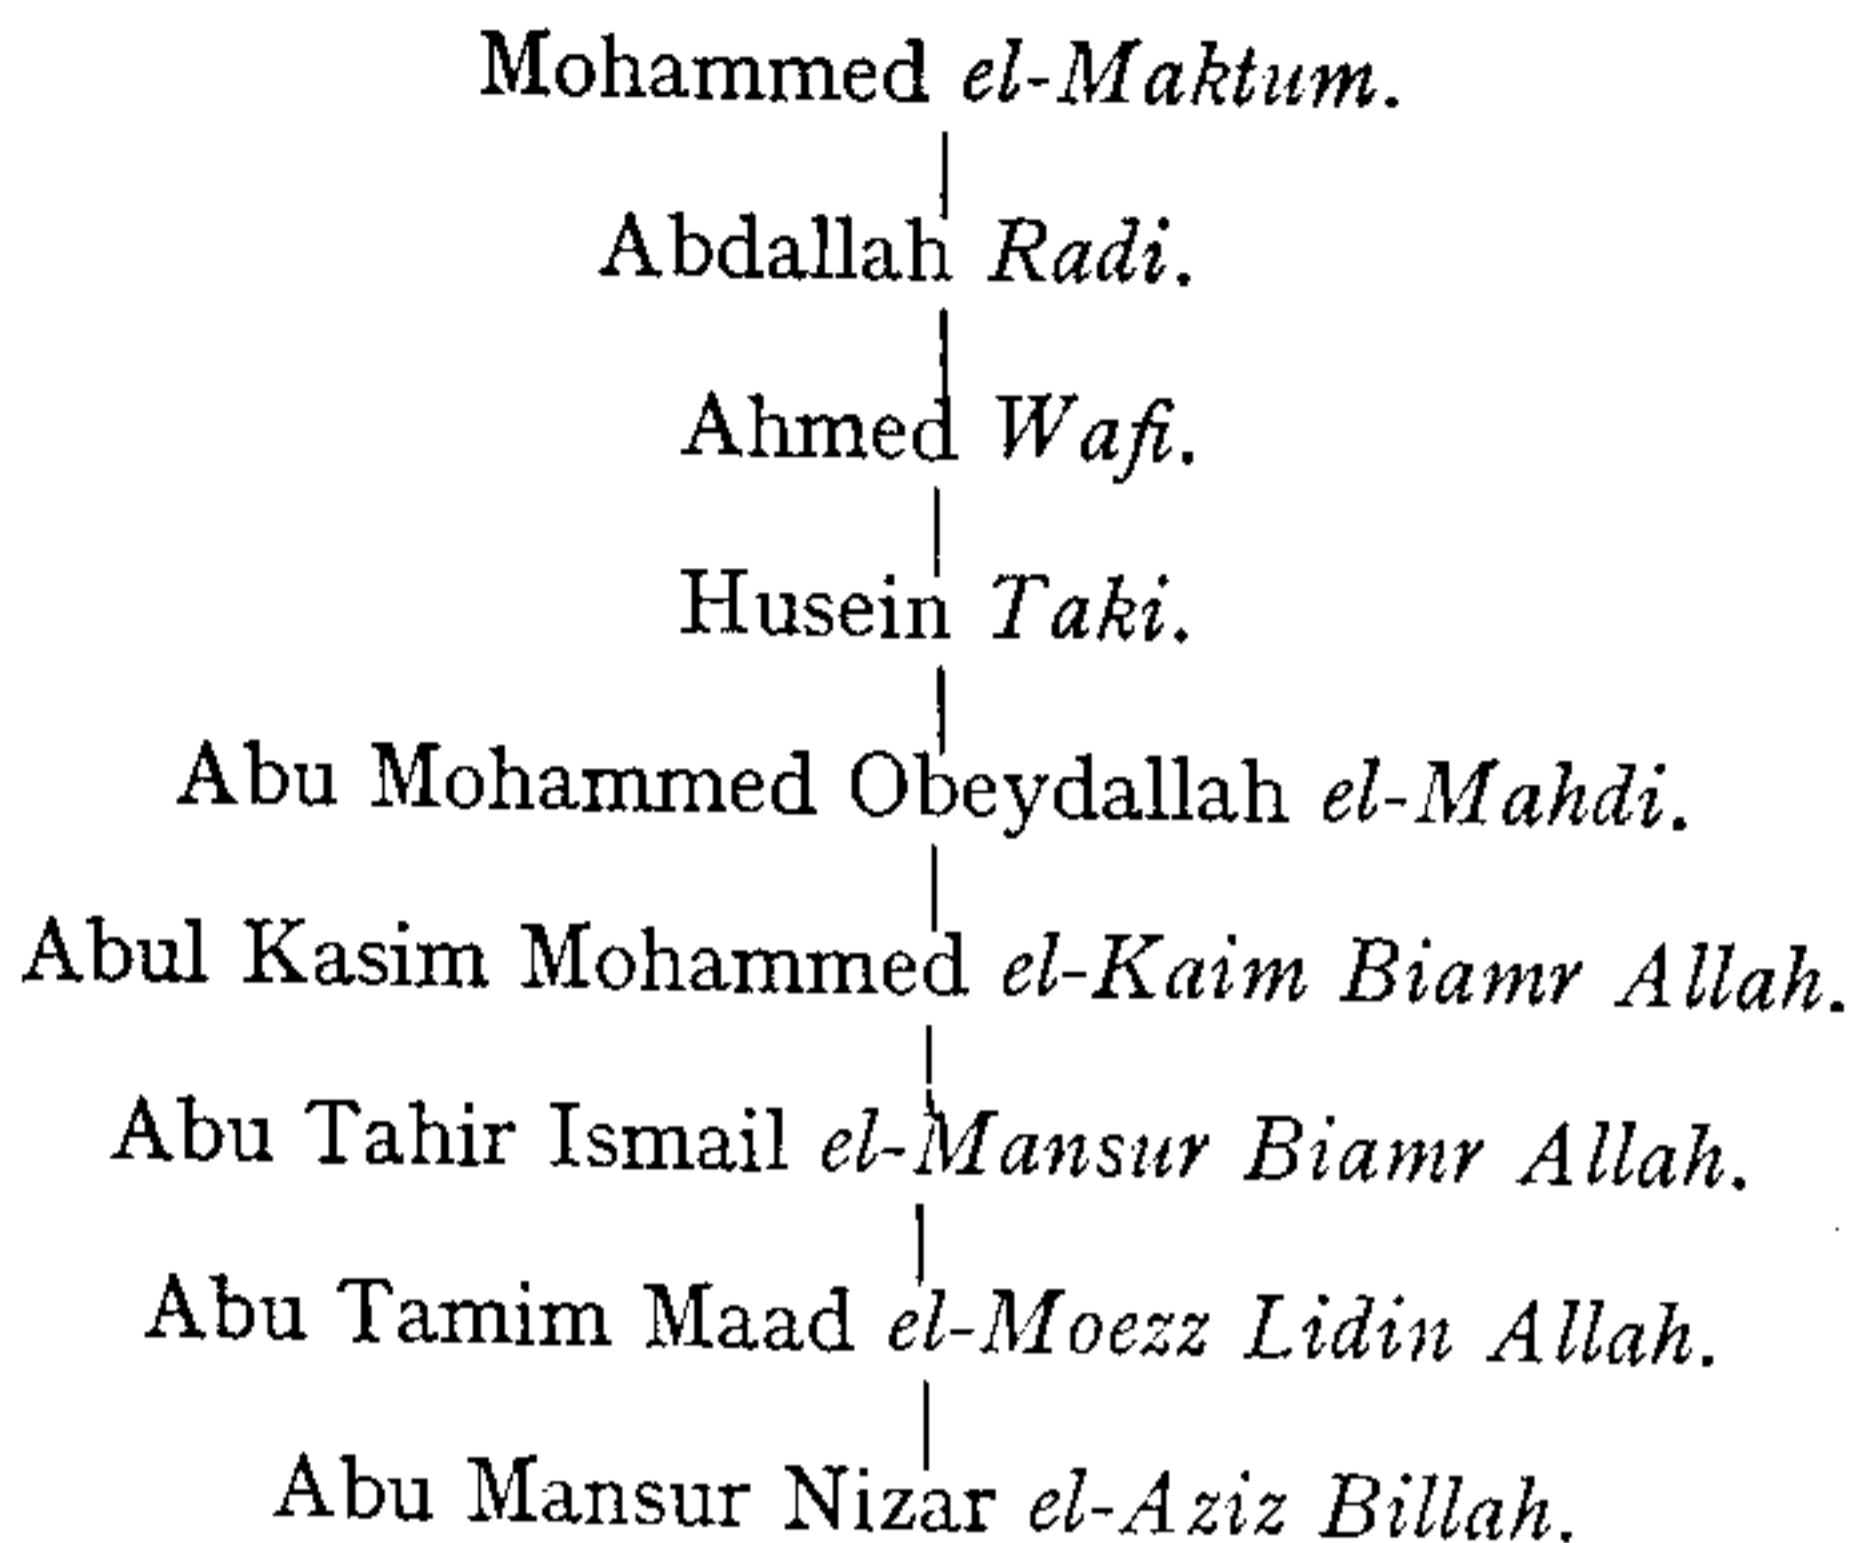 Mohammed el-Maktum.
Abdallah Radi.
Ahmed Wafi.
Husein Taki.
Abu Mohammed Obeydallah el-Mahdi.
Abul Kasim Mohammed el-Kaim Biamr Allah.
Abu Tahir Ismail el-Mansur Biamr Allah.
Abu Tamim Maad el-Moezz Lidin Allah.
Abu Mansur Nizar el-Aziz Billah.